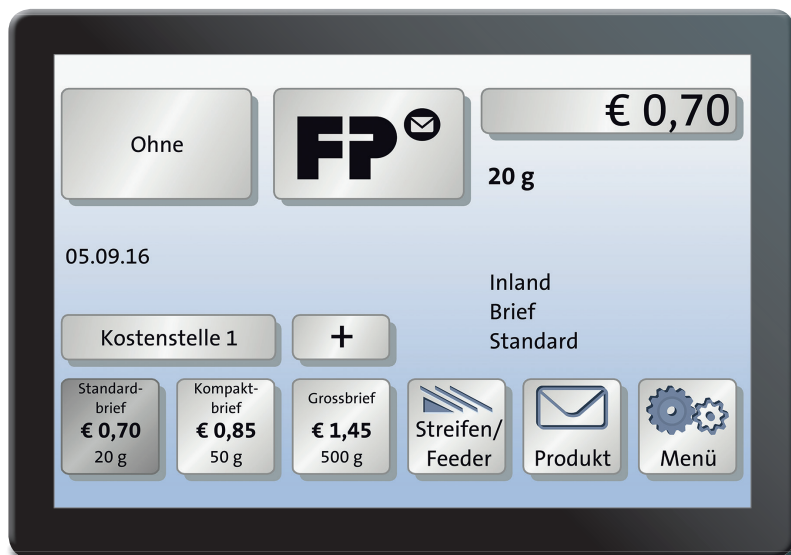 Ohne
FP
€ 0,70
20 g
05.09.16
Inland
Brief
Standard
Kostenstelle 1
+
Standard-
brief
€ 0,70
20 g
Kompakt-
brief
€ 0,85
50 g
Grossbrief
€ 1,45
500 g
Streifen/
Feeder
Produkt
Menü